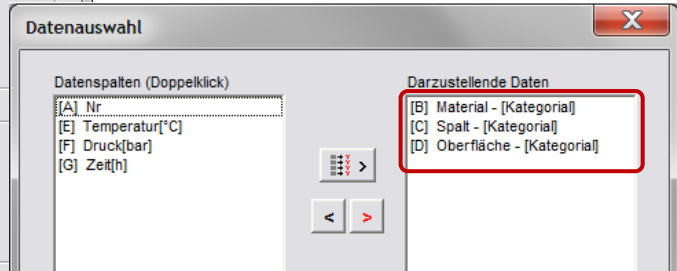 Datenauswahl
X
Datenspalten (Doppelklick)
[A] Nr
[E] Temperatur[°C]
[F] Druck[bar]
[G] Zeit[h]
>
< >
Darzustellende Daten
[B] Material - [Kategorial]
[C] Spalt - [Kategorial]
[D] Oberfläche - [Kategorial]